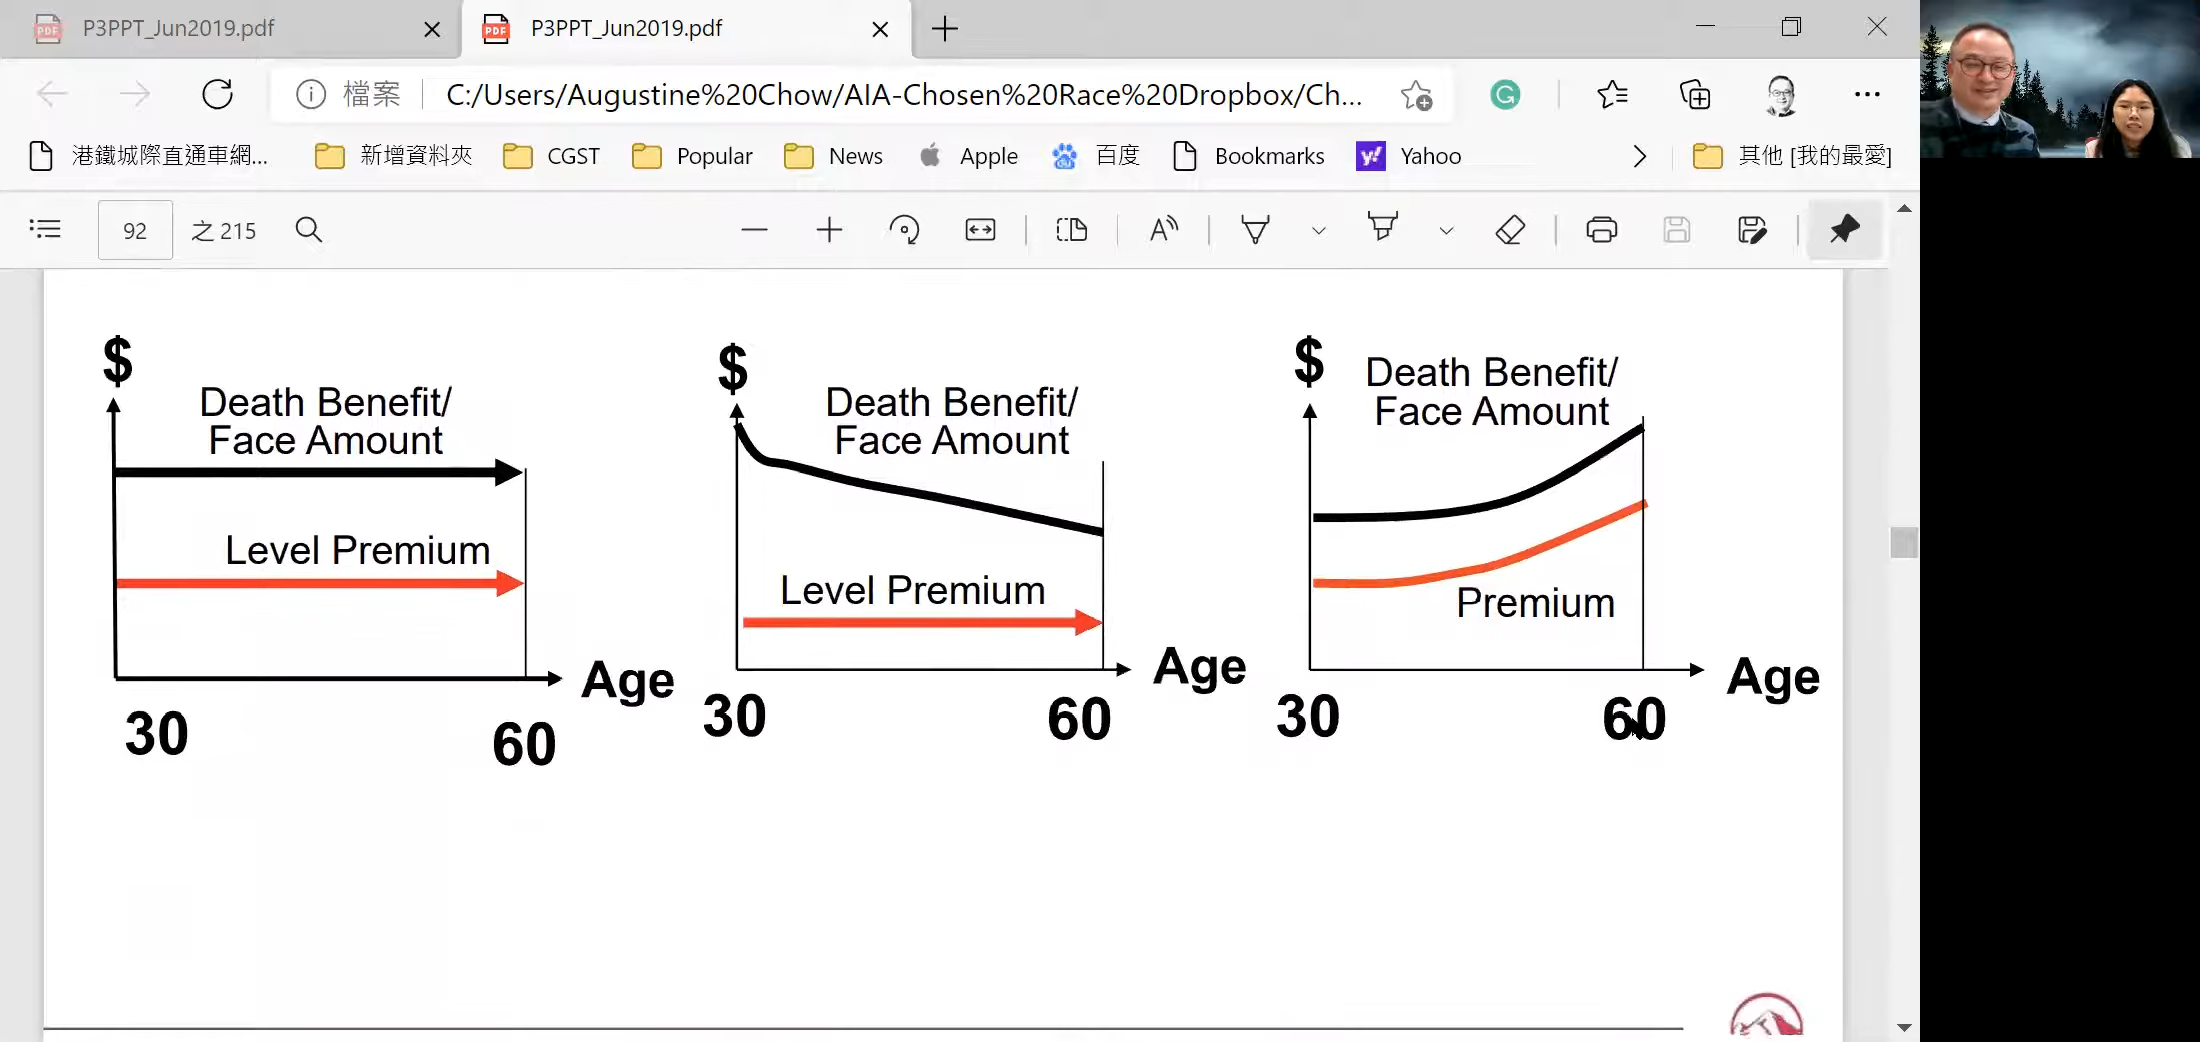 P3PPT_Jun2019.pdf
P3PPT_Jun2019.pdf
檔案
C:/Users/Augustine%20Chow/AIA-Chosen%20Race%20Dropbox/Ch...
港鐵城際直通車網...
新增資料夾
CGST
Popular
News
Apple
百度
Bookmarks
Yahoo
其他 [我的最愛]
92
之 215
$
Death Benefit/
Face Amount
Level Premium
Age
30
60
$
Death Benefit/
Face Amount
Level Premium
Age
30
60
$
Death Benefit/
Face Amount
Premium
Age
30
60